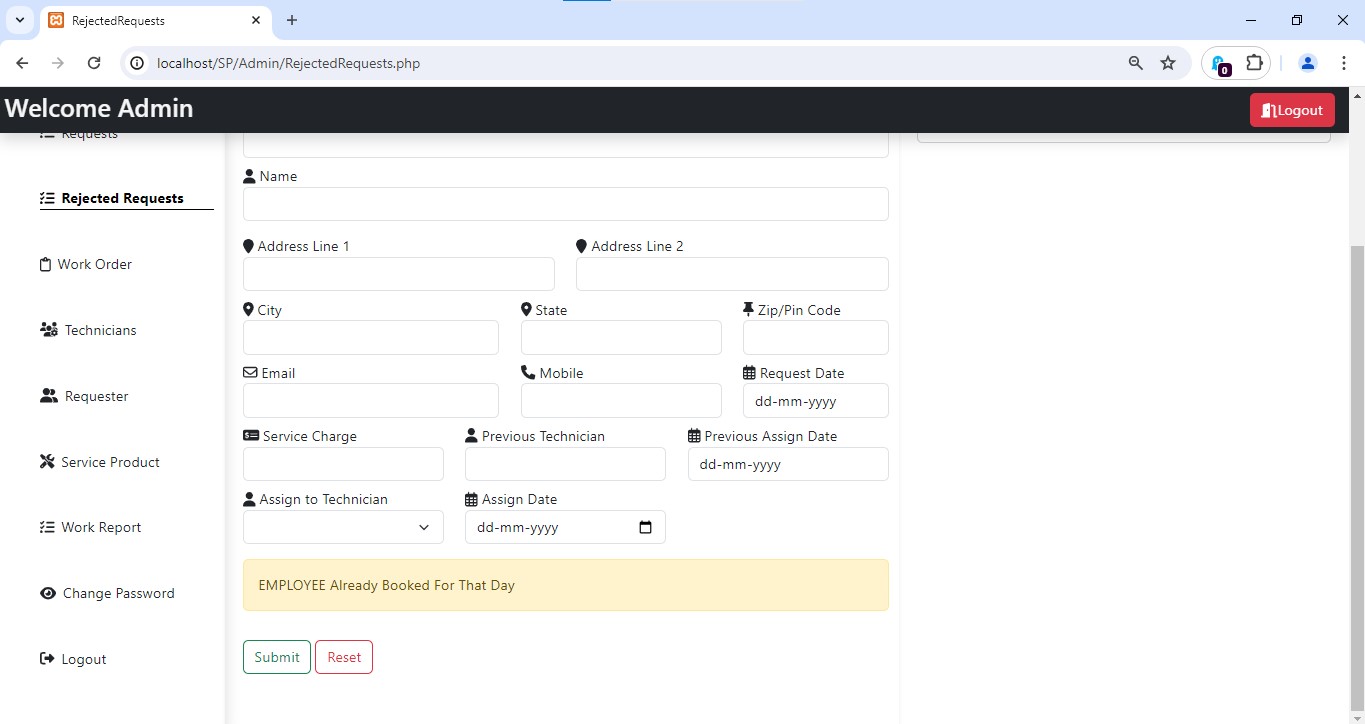 RejectedRequests
localhost/SP/Admin/RejectedRequests.php
0
Welcome Admin
Logout
Requests
Rejected Requests
Work Order
Technicians
Requester
Service Product
Work Report
Change Password
Logout
Name
Address Line 1 Address Line 2
City State Zip/Pin Code
Email Mobile Request Date
dd-mm-yyyy
Service Charge Previous Technician Previous Assign Date
dd-mm-yyyy
Assign to Technician Assign Date
dd-mm-yyyy
EMPLOYEE Already Booked For That Day
Submit Reset